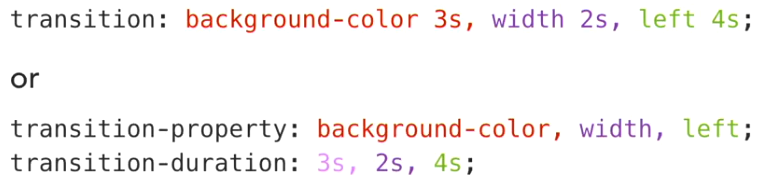 transition: background-color 3s, width 2s, left 4s;
or
transition-property: background-color, width, left;
transition-duration: 3s, 2s, 4s;